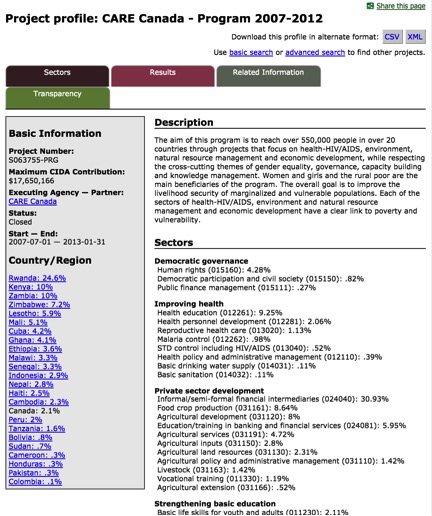 Share this page
Project profile: CARE Canada - Program 2007-2012
Download this profile in alternate format: CSV XML
Use basic search or advanced search to find other projects.
Sectors
Results
Related Information
Transparency
Basic Information
Project Number:
S063755-PRG
Maximum CIDA Contribution:
$17,650,166
Executing Agency — Partner:
CARE Canada
Status:
Closed
Start — End:
2007-07-01 — 2013-01-31
Country/Region
Rwanda: 24.6%
Kenya: 10%
Zambia: 10%
Zimbabwe: 7.2%
Lesotho: 5.9%
Mali: 5.1%
Cuba: 4.2%
Ghana: 4.1%
Ethiopia: 3.6%
Malawi: 3.3%
Senegal: 3.3%
Indonesia: 2.9%
Nepal: 2.8%
Haiti: 2.5%
Cambodia: 2.3%
Canada: 2.1%
Peru: 2%
Tanzania: 1.6%
Bolivia: .8%
Sudan: .7%
Cameroon: .3%
Honduras: .3%
Pakistan: .3%
Colombia: .1%
Description
The aim of this program is to reach over 550,000 people in over 20
countries through projects that focus on health-HIV/AIDS, environment,
natural resource management and economic development, while respecting
the cross-cutting themes of gender equality, governance, capacity building
and knowledge management. Women and girls and the rural poor are the
main beneficiaries of the program. The overall goal is to improve the
livelihood security of marginalized and vulnerable populations. Each of the
sectors of health-HIV/AIDS, environment and natural resource
management and economic development have a clear link to poverty and
vulnerability.
Sectors
Democratic governance
Human rights (015160): 4.28%
Democratic participation and civil society (015150): .82%
Public finance management (015111): .27%
Improving health
Health education (012261): 9.25%
Health personnel development (012281): 2.06%
Reproductive health care (013020): 1.13%
Malaria control (012262): .98%
STD control including HIV/AIDS (013040): .52%
Health policy and administrative management (012110): .39%
Basic drinking water supply (014031): .11%
Basic sanitation (014032): .11%
Private sector development
Informal/semi-formal financial intermediaries (024040): 30.93%
Food crop production (031161): 8.64%
Agricultural development (031120): 8%
Education/training in banking and financial services (024081): 5.95%
Agricultural services (031191): 4.72%
Agricultural inputs (031150): 2.8%
Agricultural land resources (031130): 2.31%
Agricultural policy and administrative management (031110): 1.42%
Livestock (031163): 1.42%
Vocational training (011330): 1.19%
Agricultural extension (031166): .52%
Strengthening basic education
Basic life skills for youth and adults (011230): 2.11%